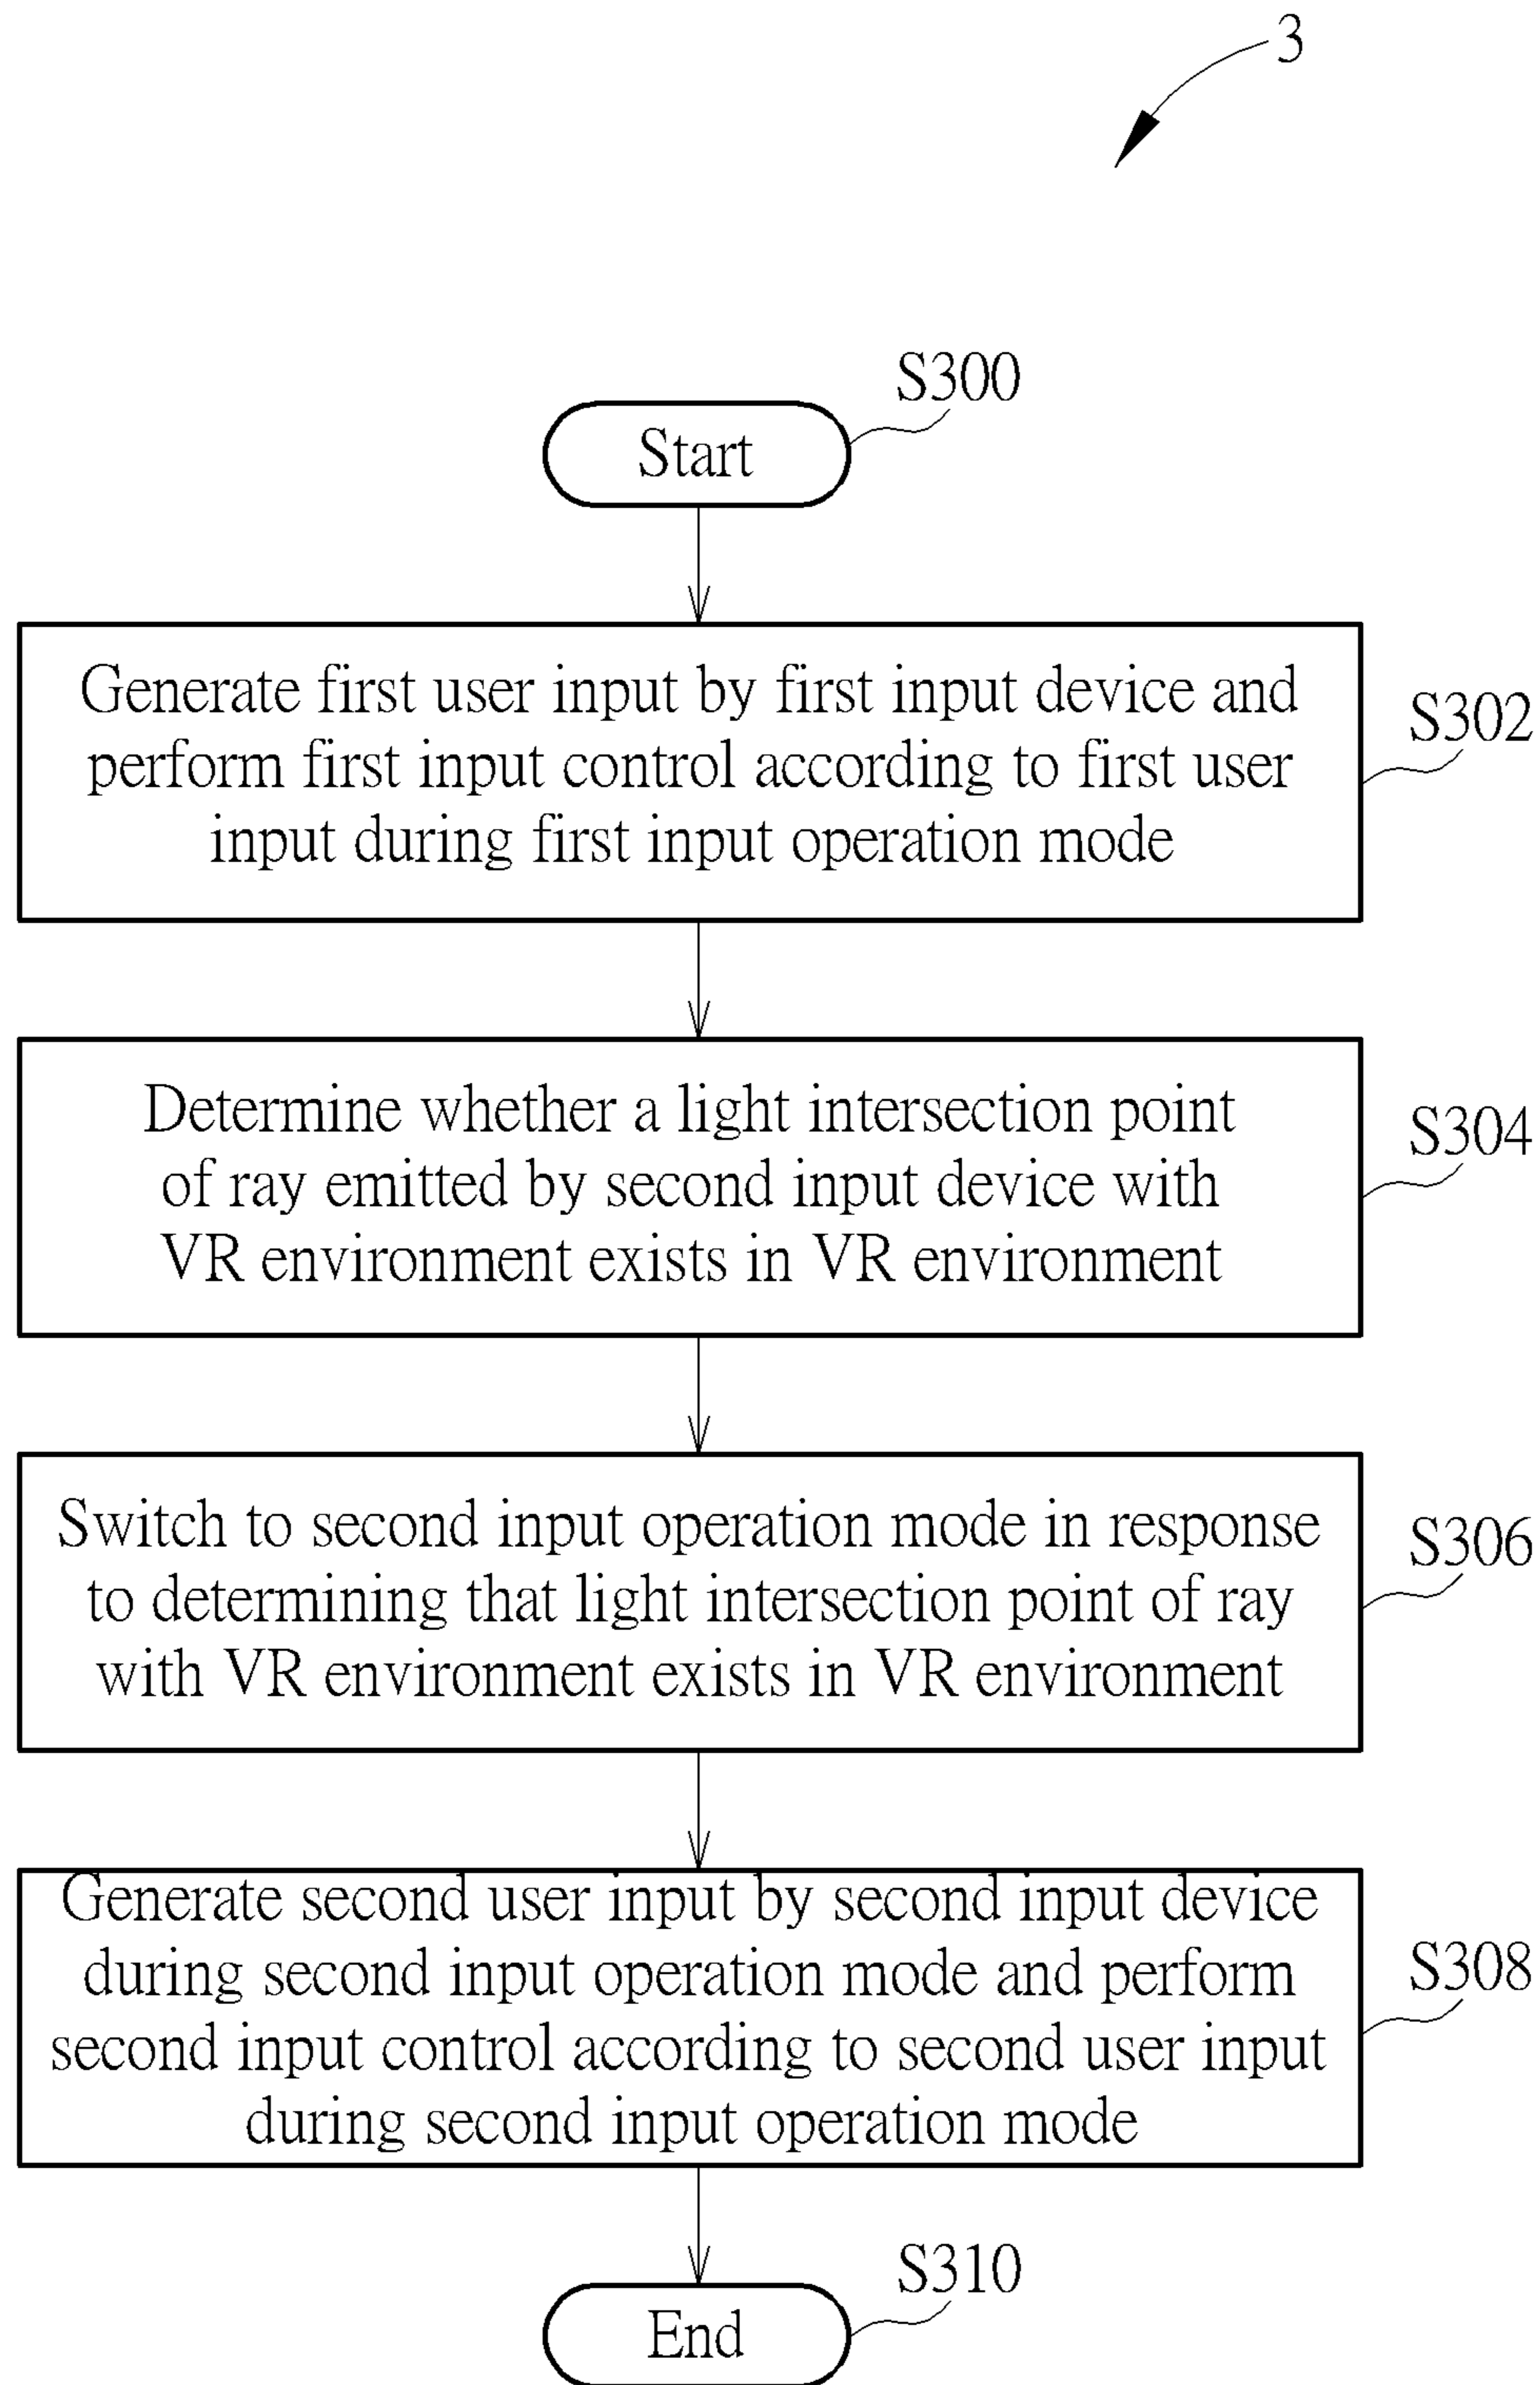 3
S300
Start
Generate first user input by first input device and
perform first input control according to first user
input during first input operation mode
S302
Determine whether a light intersection point
of ray emitted by second input device with
VR environment exists in VR environment
S304
Switch to second input operation mode in response
to determining that light intersection point of ray
with VR environment exists in VR environment
S306
Generate second user input by second input device
during second input operation mode and perform
second input control according to second user input
during second input operation mode
S308
S310
End